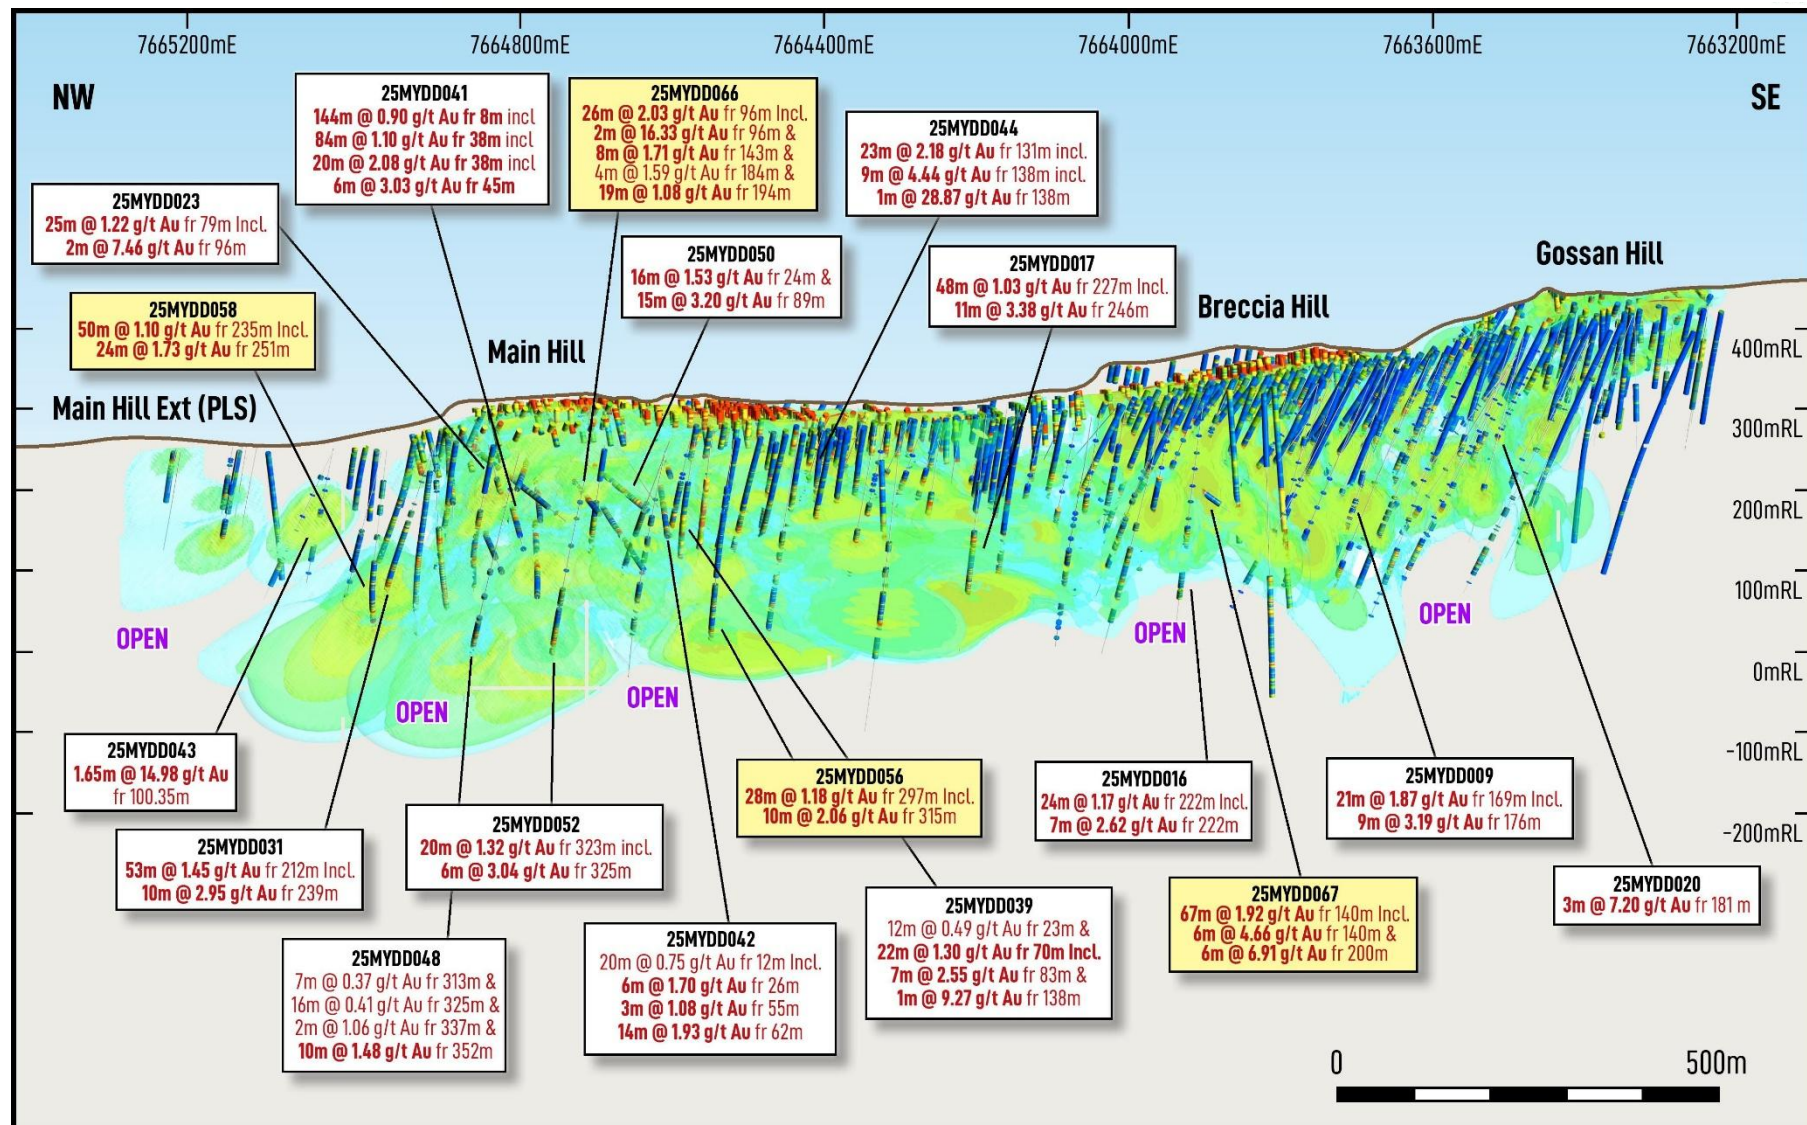 7665200mE
7664800mE
7664400mE
7664000mE
7663600mE
7663200mE
NW
SE
25MYDD041
144m @ 0.90 g/t Au fr 8m incl
84m @ 1.10 g/t Au fr 38m incl
20m @ 2.08 g/t Au fr 38m incl
6m @ 3.03 g/t Au fr 45m
25MYDD066
26m @ 2.03 g/t Au fr 96m Incl.
2m @ 16.33 g/t Au fr 96m &
8m @ 1.71 g/t Au fr 143m &
4m @ 1.59 g/t Au fr 184m &
19m @ 1.08 g/t Au fr 194m
25MYDD044
23m @ 2.18 g/t Au fr 131m incl.
9m @ 4.44 g/t Au fr 138m incl.
1m @ 28.87 g/t Au fr 138m
25MYDD023
25m @ 1.22 g/t Au fr 79m Incl.
2m @ 7.46 g/t Au fr 96m
25MYDD050
16m @ 1.53 g/t Au fr 24m &
15m @ 3.20 g/t Au fr 89m
25MYDD017
48m @ 1.03 g/t Au fr 227m Incl.
11m @ 3.38 g/t Au fr 246m
Gossan Hill
25MYDD058
50m @ 1.10 g/t Au fr 235m Incl.
24m @ 1.73 g/t Au fr 251m
Breccia Hill
Main Hill
Main Hill Ext (PLS)
400mRL
300mRL
200mRL
100mRL
0mRL
-100mRL
-200mRL
OPEN
OPEN
OPEN
OPEN
OPEN
25MYDD043
1.65m @ 14.98 g/t Au
fr 100.35m
25MYDD056
28m @ 1.18 g/t Au fr 297m Incl.
10m @ 2.06 g/t Au fr 315m
25MYDD016
24m @ 1.17 g/t Au fr 222m Incl.
7m @ 2.62 g/t Au fr 222m
25MYDD009
21m @ 1.87 g/t Au fr 169m Incl.
9m @ 3.19 g/t Au fr 176m
25MYDD031
53m @ 1.45 g/t Au fr 212m Incl.
10m @ 2.95 g/t Au fr 239m
25MYDD052
20m @ 1.32 g/t Au fr 323m incl.
6m @ 3.04 g/t Au fr 325m
25MYDD039
12m @ 0.49 g/t Au fr 23m &
22m @ 1.30 g/t Au fr 70m Incl.
7m @ 2.55 g/t Au fr 83m &
1m @ 9.27 g/t Au fr 138m
25MYDD067
67m @ 1.92 g/t Au fr 140m Incl.
6m @ 4.66 g/t Au fr 140m &
6m @ 6.91 g/t Au fr 200m
25MYDD020
3m @ 7.20 g/t Au fr 181 m
25MYDD048
7m @ 0.37 g/t Au fr 313m &
16m @ 0.41 g/t Au fr 325m &
2m @ 1.06 g/t Au fr 337m &
10m @ 1.48 g/t Au fr 352m
25MYDD042
20m @ 0.75 g/t Au fr 12m Incl.
6m @ 1.70 g/t Au fr 26m
3m @ 1.08 g/t Au fr 55m
14m @ 1.93 g/t Au fr 62m
0
500m